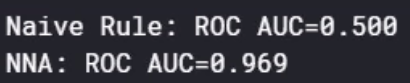 Naive Rule: ROC AUC=0.500
NNA: ROC AUC=0.969